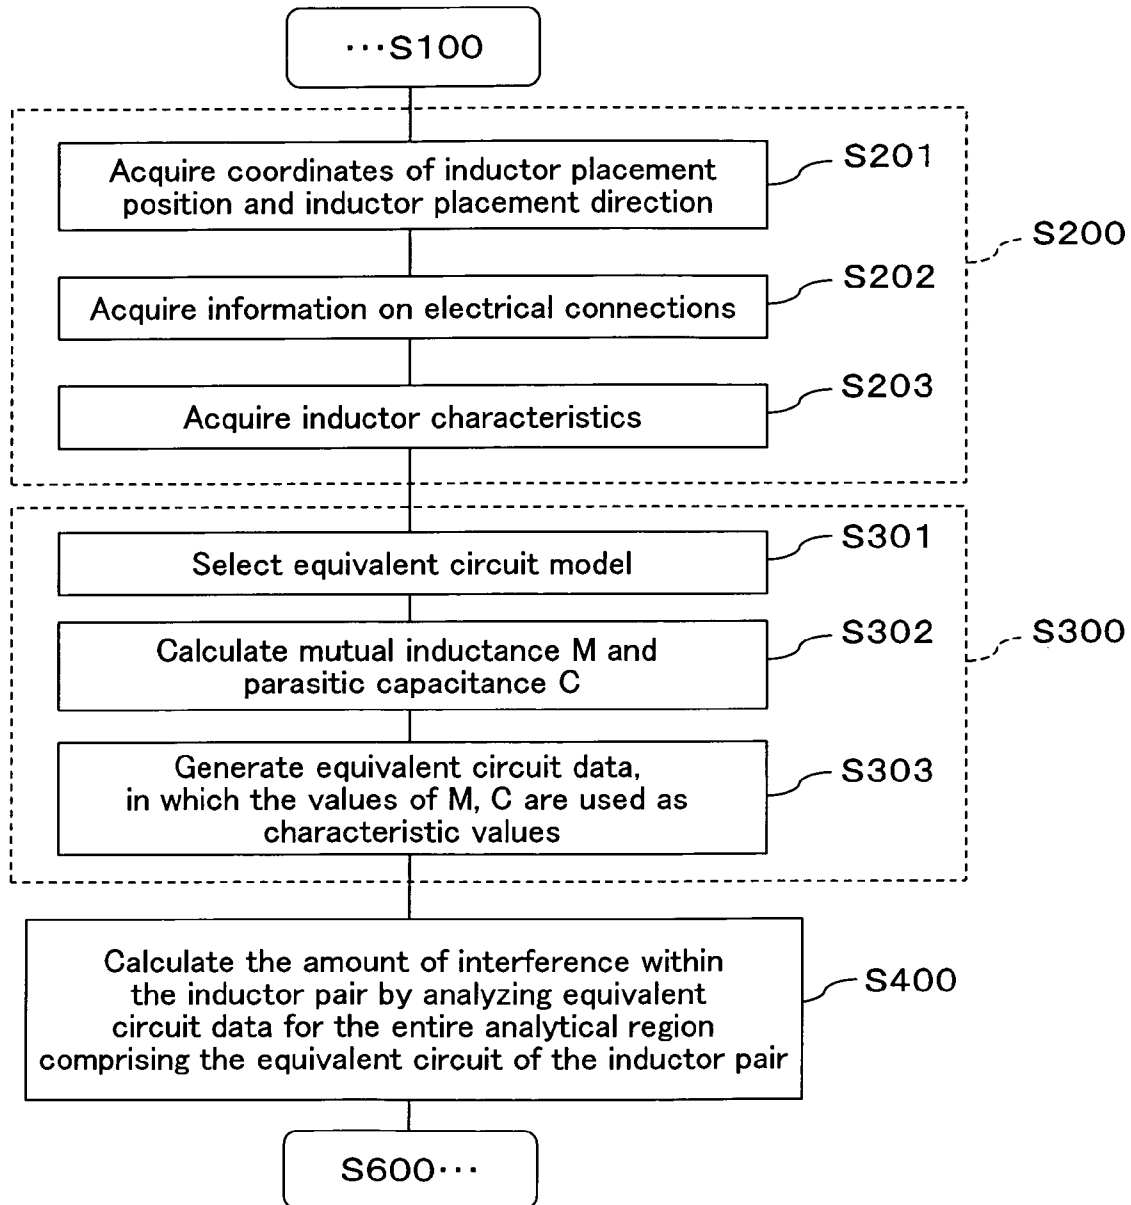 ···S100
Acquire coordinates of inductor placement
position and inductor placement direction
S201
S200
Acquire information on electrical connections
S202
Acquire inductor characteristics
S203
Select equivalent circuit model
S301
Calculate mutual inductance M and
parasitic capacitance C
S302
S300
Generate equivalent circuit data,
in which the values of M, C are used as
characteristic values
S303
Calculate the amount of interference within
the inductor pair by analyzing equivalent
circuit data for the entire analytical region
comprising the equivalent circuit of the inductor pair
S400
S600···